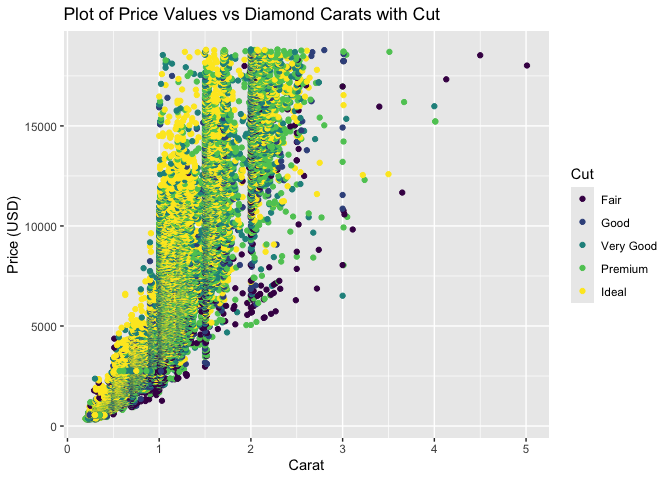 Plot of Price Values vs Diamond Carats with Cut
Price (USD)
15000
10000
5000
0
0 1 2 3 4 5
Carat
Cut
Fair
Good
Very Good
Premium
Ideal